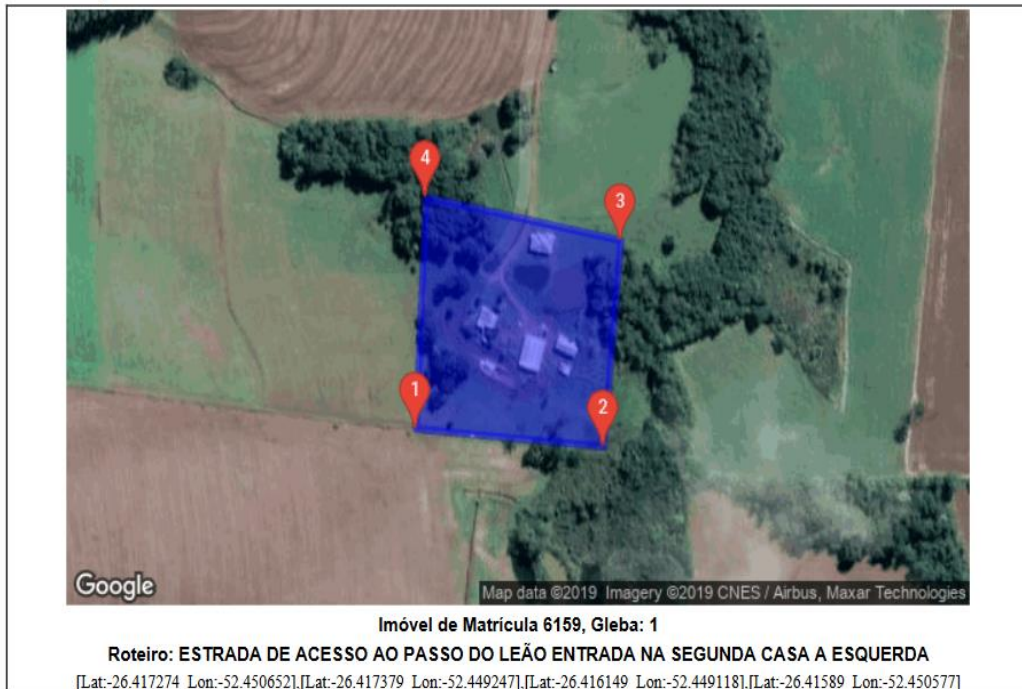 4
3
1
2
Google
Map data ©2019 Imagery ©2019 CNES / Airbus, Maxar Technologies
Imóvel de Matrícula 6159, Gleba: 1
Roteiro: ESTRADA DE ACESSO AO PASSO DO LEÃO ENTRADA NA SEGUNDA CASA A ESQUERDA
[Lat:-26.417274 Lon:-52.450652],[Lat:-26.417379 Lon:-52.449247],[Lat:-26.416149 Lon:-52.449118],[Lat:-26.41589 Lon:-52.450577]